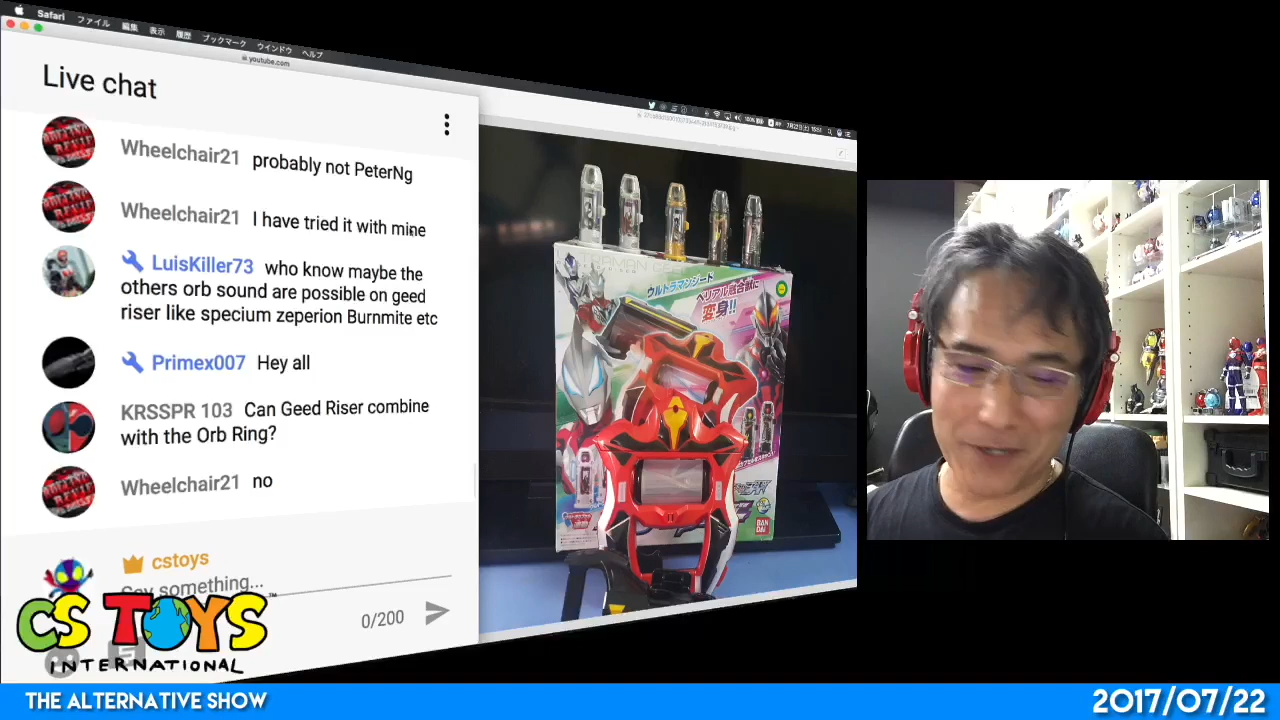 Safari ファイル 編集 表示 履歴 ブックマーク ウインドウ ヘルプ
youtube.com
Live chat
Wheelchair21 probably not PeterNg
Wheelchair21 I have tried it with mine
LuisKiller73 who know maybe the
others orb sound are possible on geed
riser like specium zeperion Burnmite etc
Primex007 Hey all
KRSSPR 103 Can Geed Riser combine
with the Orb Ring?
Wheelchair21 no
cstoys
Say something...
0/200
ウルトラマンジード
ベリアル融合獣に
変身!!
BAN
DAI
CS TOYS™
INTERNATIONAL
THE ALTERNATIVE SHOW
2017/07/22